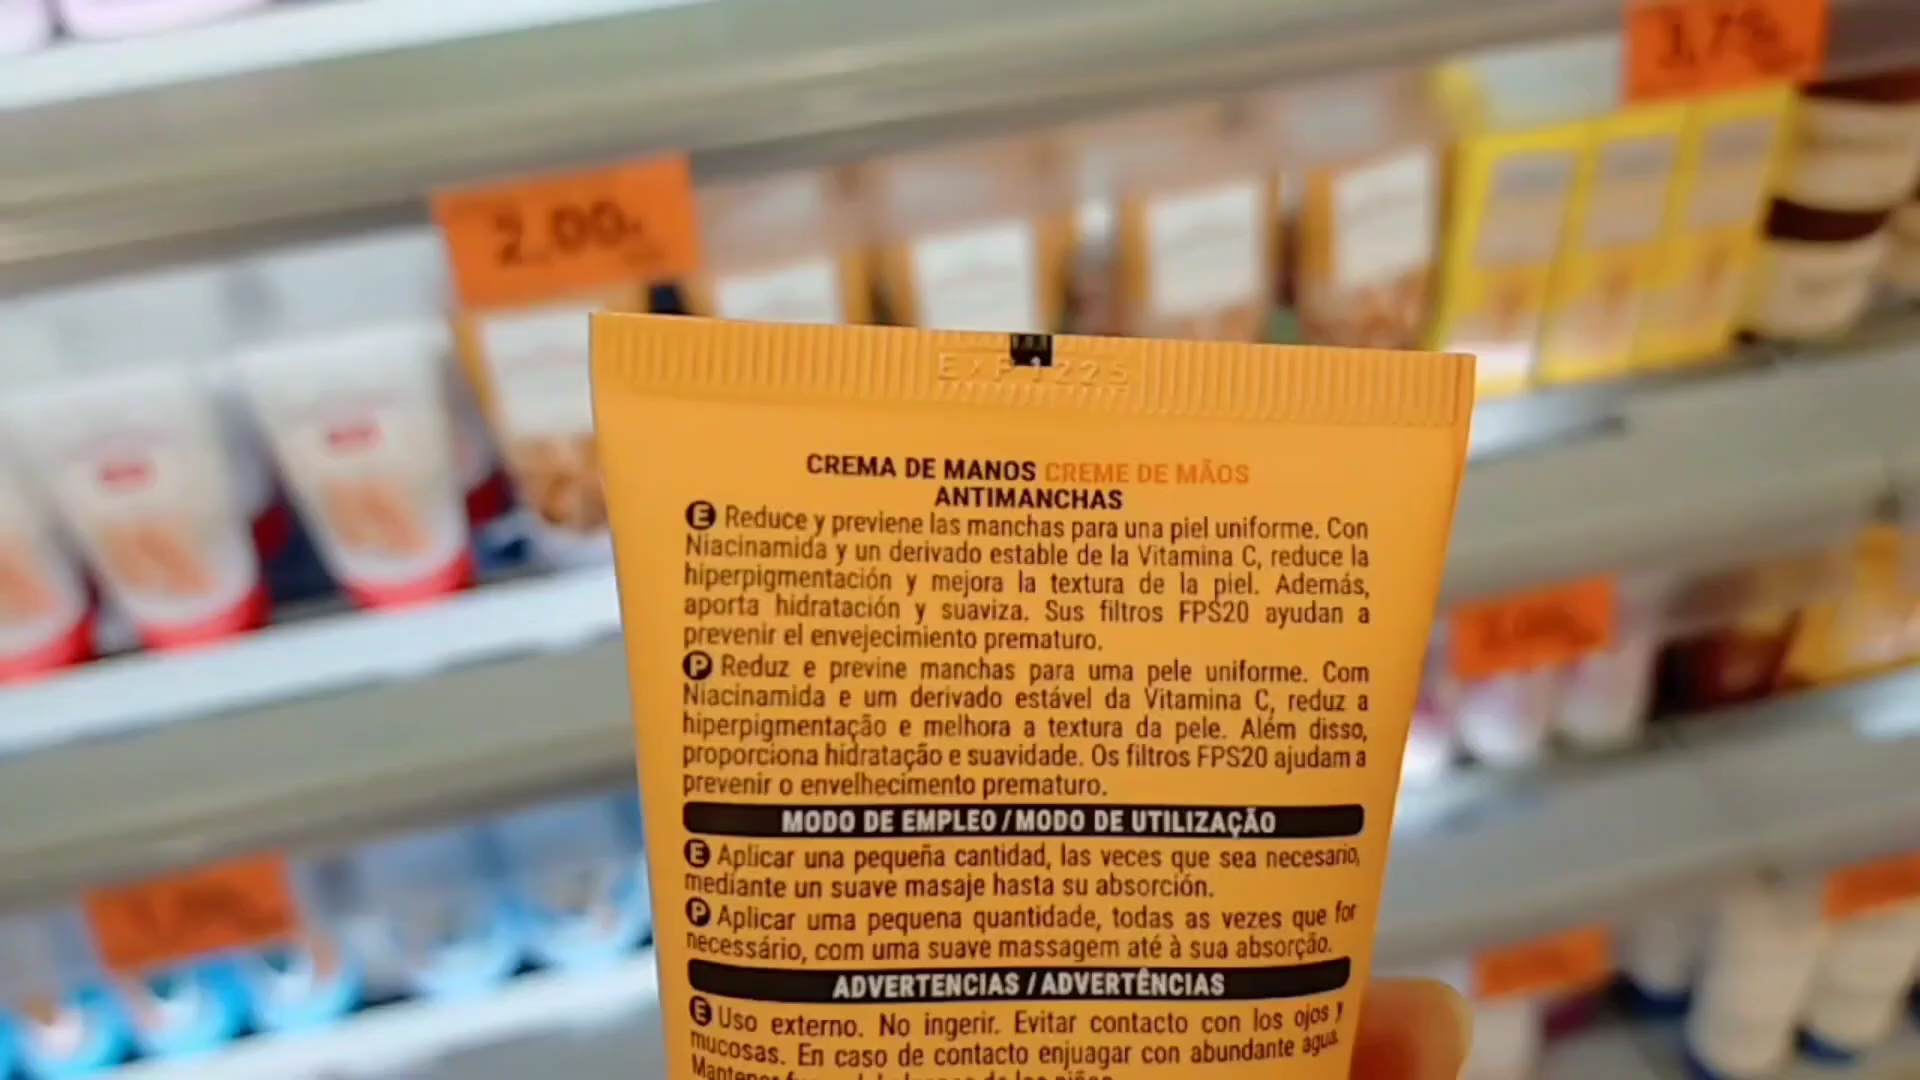 3,75
2,00€
EXP1225
CREMA DE MANOS CREME DE MÃOS
ANTIMANCHAS
E Reduce y previene las manchas para una piel uniforme. Con
Niacinamida y un derivado estable de la Vitamina C, reduce la
hiperpigmentación y mejora la textura de la piel. Además,
aporta hidratación y suaviza. Sus filtros FPS20 ayudan a
prevenir el envejecimiento prematuro.
P Reduz e previne manchas para uma pele uniforme. Com
Niacinamida e um derivado estável da Vitamina C, reduz a
hiperpigmentação e melhora a textura da pele. Além disso,
proporciona hidratação e suavidade. Os filtros FPS20 ajudam a
prevenir o envelhecimento prematuro.
MODO DE EMPLEO / MODO DE UTILIZAÇÃO
E Aplicar una pequeña cantidad, las veces que sea necesario,
mediante un suave masaje hasta su absorción.
P Aplicar uma pequena quantidade, todas as vezes que for
necessário, com uma suave massagem até à sua absorção.
ADVERTENCIAS / ADVERTÊNCIAS
E Uso externo. No ingerir. Evitar contacto con los ojos y
mucosas. En caso de contacto enjuagar con abundante agua.
Mantener